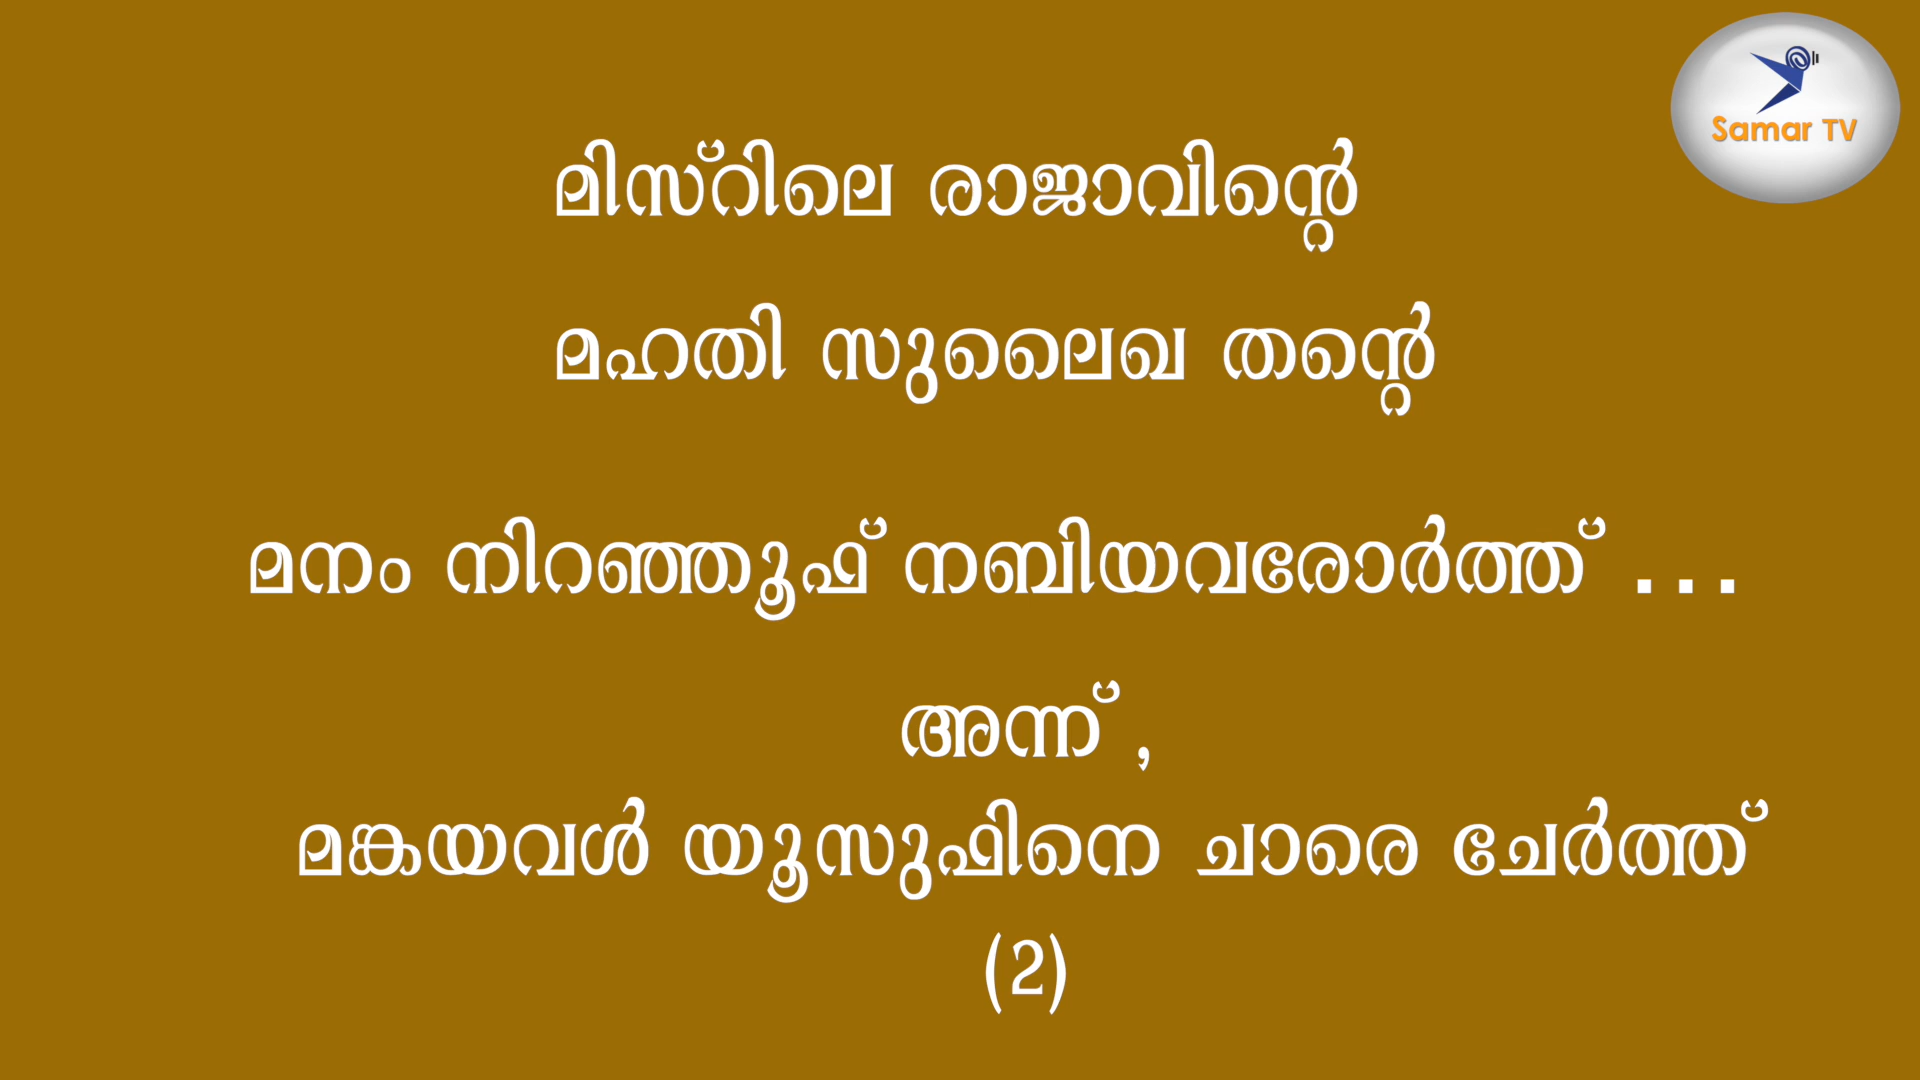 Samar TV
മിസ്റിലെ രാജാവിന്റെ
മഹതി സുലൈഖ തന്റെ
മനം നിറഞ്ഞൂഫ് നബിയവരോർത്ത് ...
അന്ന് ,
മങ്കയവൾ യൂസുഫിനെ ചാരെ ചേർത്ത്
(2)